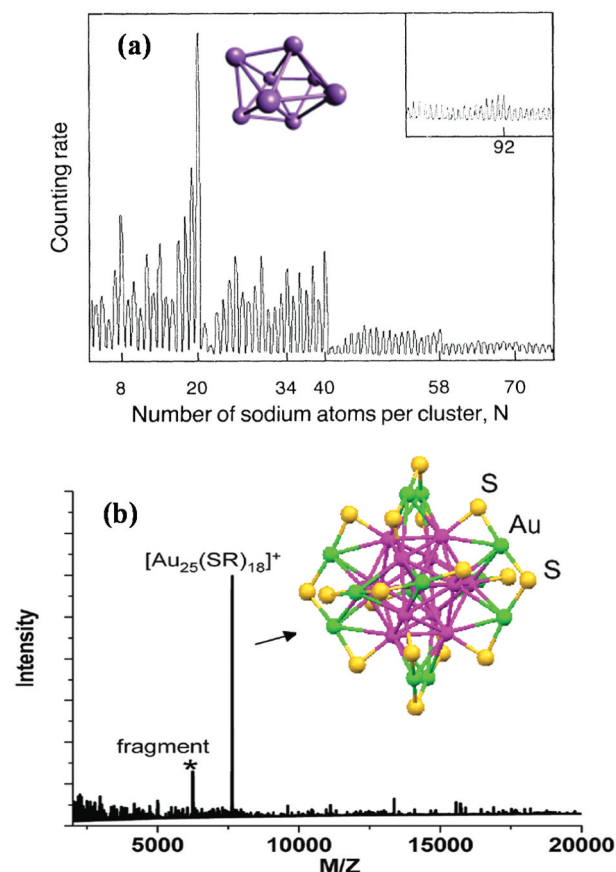 (a)
Counting rate
92
8 20 34 40 58 70
Number of sodium atoms per cluster, N
(b)
S
Au
S
[Au₂₅(SR)₁₈]⁺
Intensity
fragment
*
5000 10000 15000 20000
M/Z